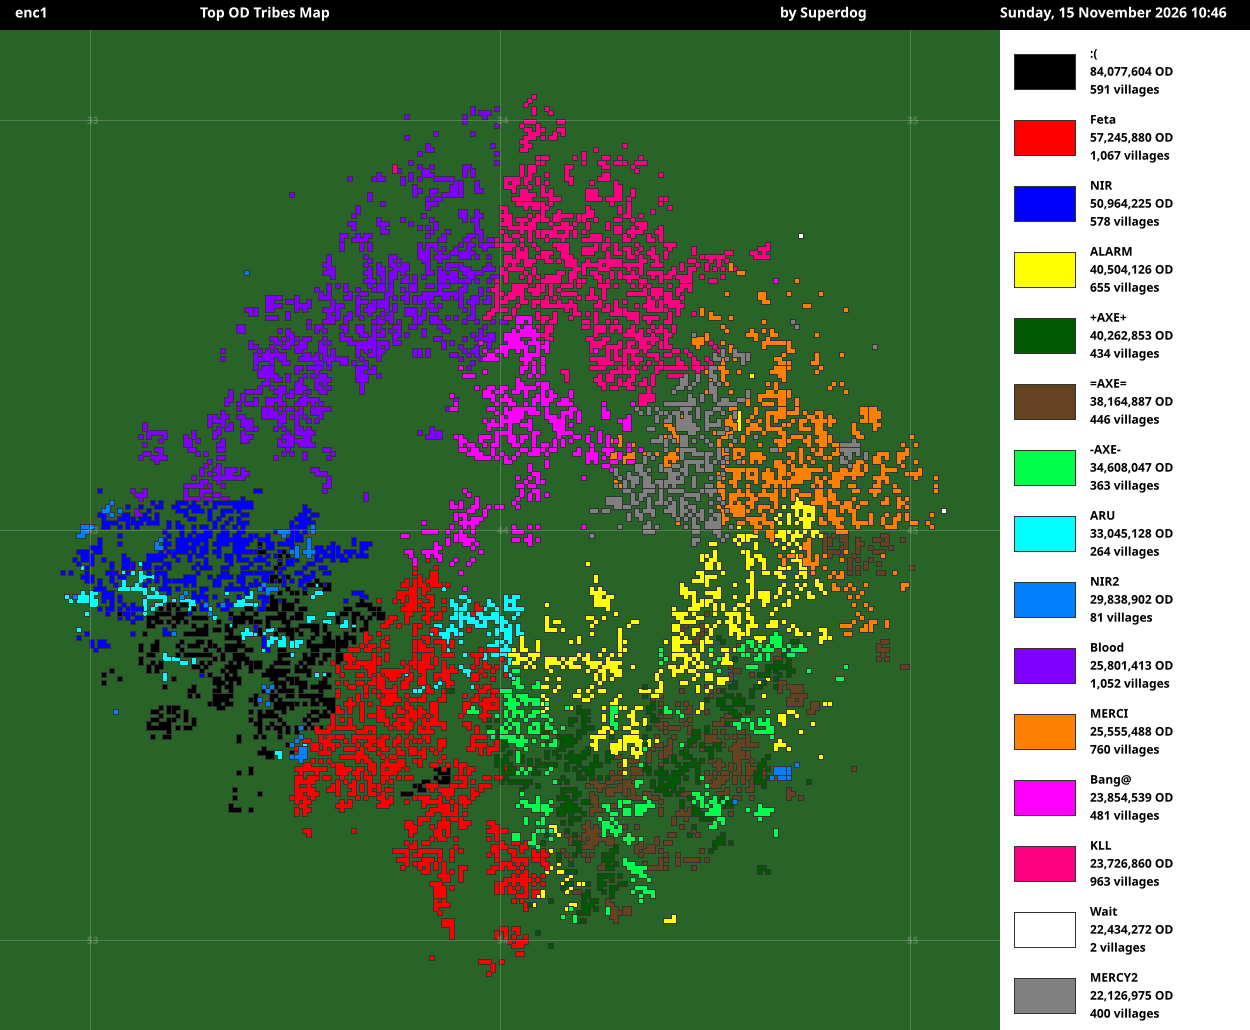 enc1 Top OD Tribes Map by Superdog Sunday, 15 November 2026 10:46
:(
84,077,604 OD
591 villages
Feta
57,245,880 OD
1,067 villages
NIR
50,964,225 OD
578 villages
ALARM
40,504,126 OD
655 villages
+AXE+
40,262,853 OD
434 villages
=AXE=
38,164,887 OD
446 villages
-AXE-
34,608,047 OD
363 villages
ARU
33,045,128 OD
264 villages
NIR2
29,838,902 OD
81 villages
Blood
25,801,413 OD
1,052 villages
MERCI
25,555,488 OD
760 villages
Bang@
23,854,539 OD
481 villages
KLL
23,726,860 OD
963 villages
Wait
22,434,272 OD
2 villages
MERCY2
22,126,975 OD
400 villages
33 34 35
44
53 55